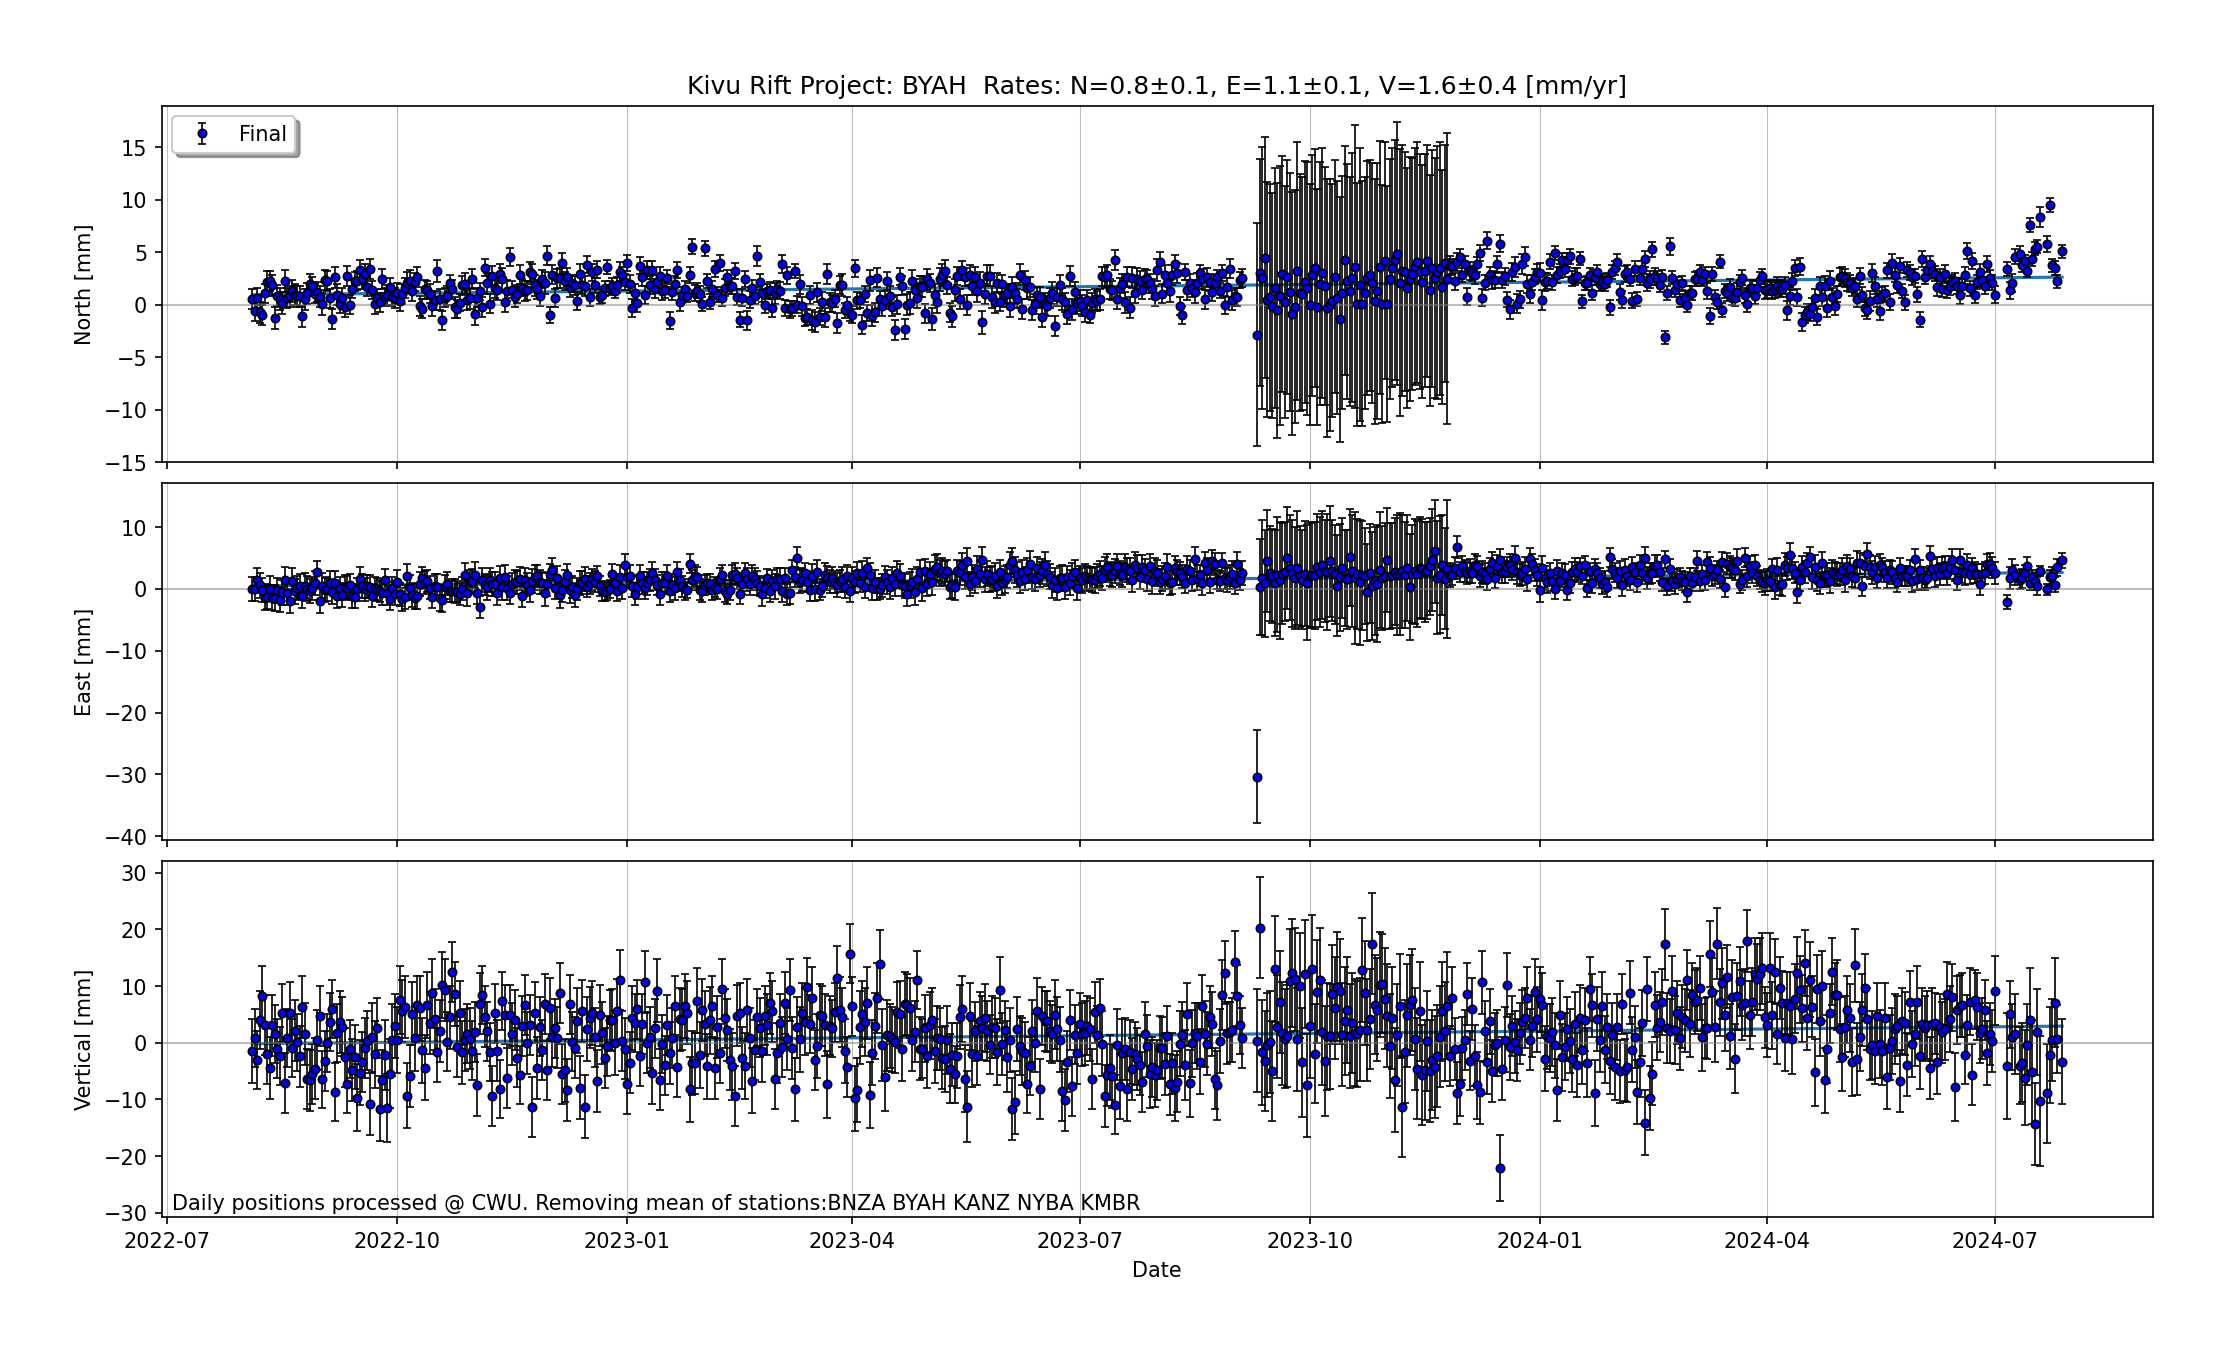 Kivu Rift Project: BYAH  Rates: N=0.8±0.1, E=1.1±0.1, V=1.6±0.4 [mm/yr]
Final
North [mm]
15
10
5
0
−5
−10
−15
East [mm]
10
0
−10
−20
−30
−40
Vertical [mm]
30
20
10
0
−10
−20
−30
Daily positions processed @ CWU. Removing mean of stations:BNZA BYAH KANZ NYBA KMBR
2022-07 2022-10 2023-01 2023-04 2023-07 2023-10 2024-01 2024-04 2024-07
Date